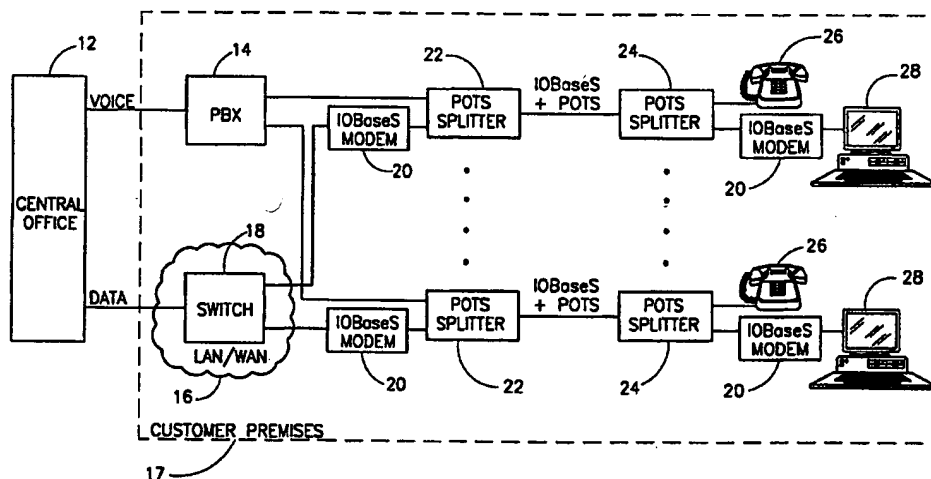 12
14
22
24
26
28
VOICE
PBX
10BaseS
MODEM
20
POTS
SPLITTER
10BaseS
+ POTS
POTS
SPLITTER
10BaseS
MODEM
20
CENTRAL
OFFICE
18
DATA
SWITCH
LAN/WAN
16
10BaseS
MODEM
20
POTS
SPLITTER
22
10BaseS
+ POTS
POTS
SPLITTER
24
26
10BaseS
MODEM
20
28
CUSTOMER PREMISES
17